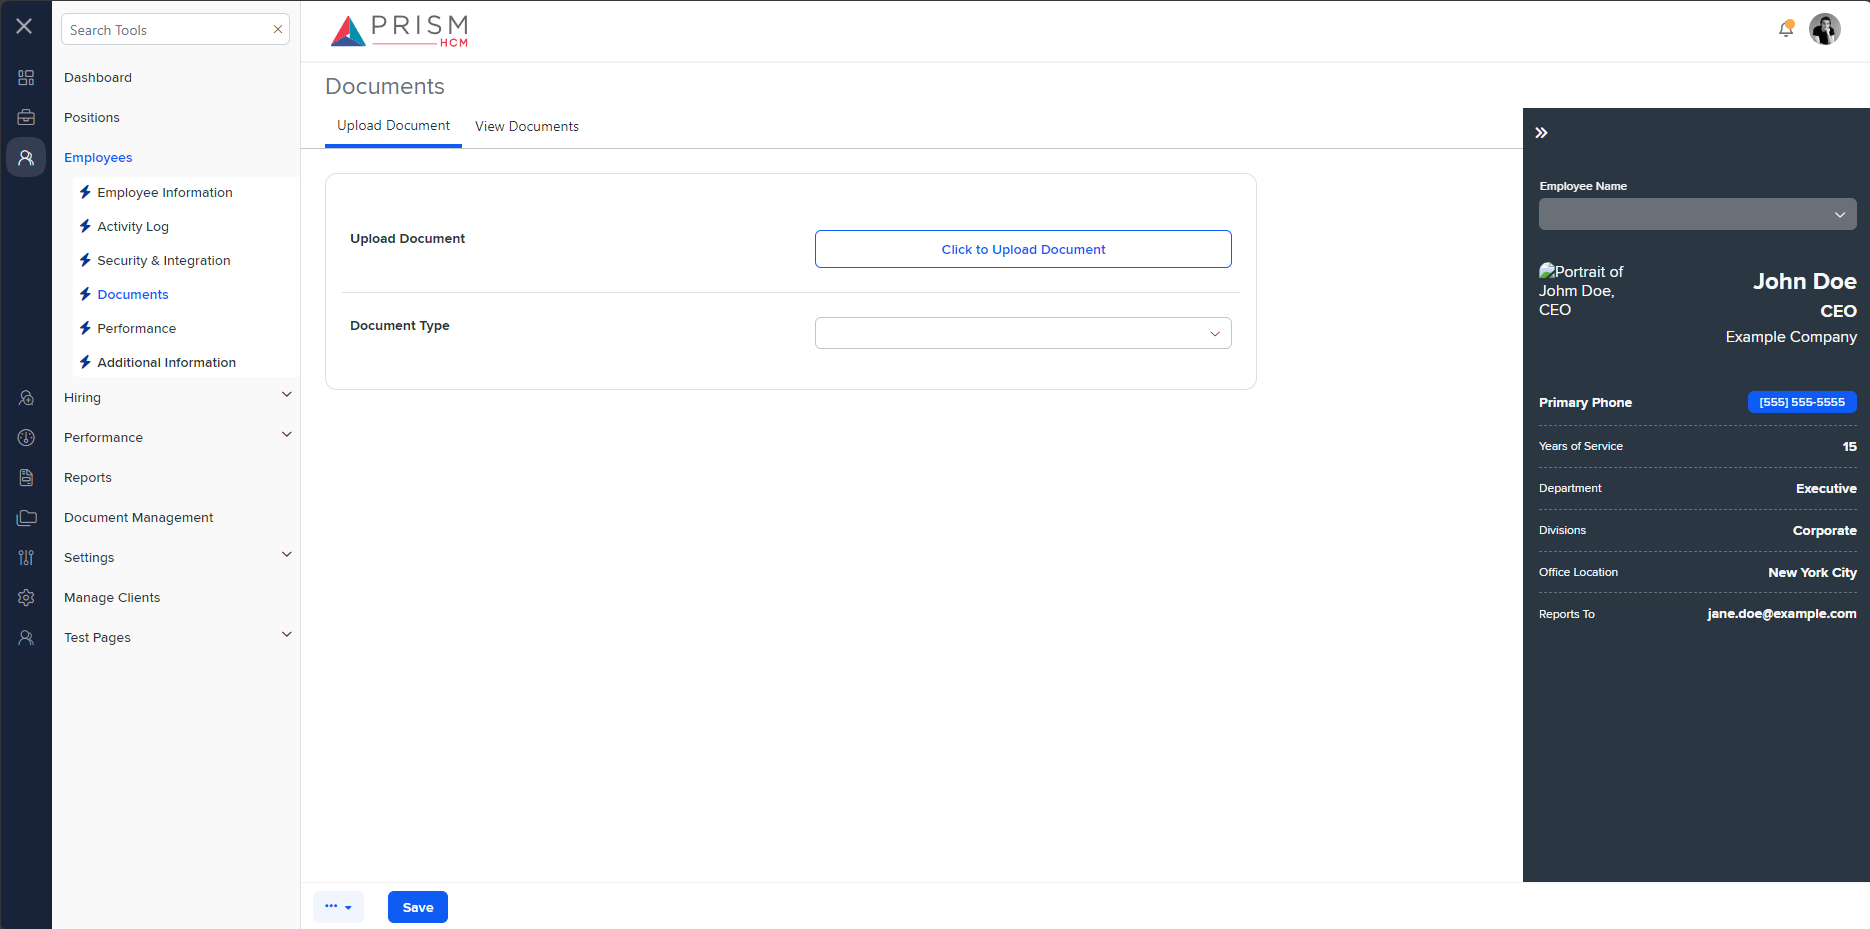 Search Tools
Dashboard
Positions
Employees
Employee Information
Activity Log
Security & Integration
Documents
Performance
Additional Information
Hiring
Performance
Reports
Document Management
Settings
Manage Clients
Test Pages
PRISM
HCM
Documents
Upload Document
View Documents
Upload Document
Click to Upload Document
Document Type
... 
Save
Employee Name
Portrait of
Johm Doe,
CEO
John Doe
CEO
Example Company
Primary Phone
[555] 555-5555
Years of Service
15
Department
Executive
Divisions
Corporate
Office Location
New York City
Reports To
jane.doe@example.com